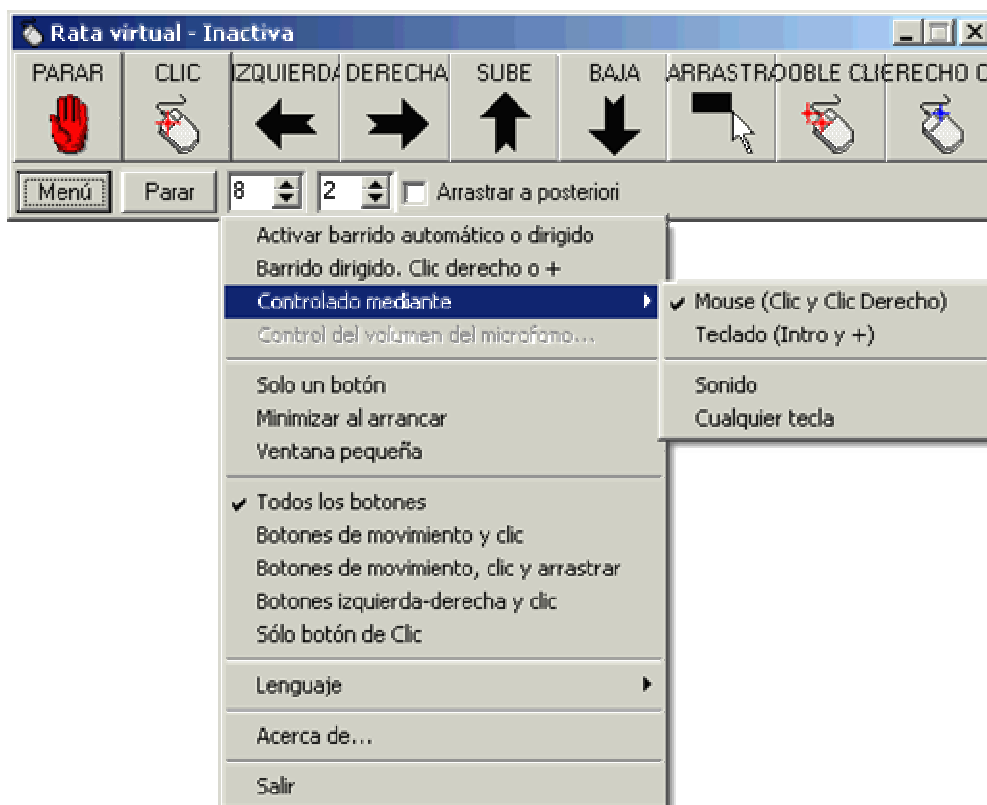 Rata virtual - Inactiva
PARAR CLIC IZQUIERDA DERECHA SUBE BAJA ARRASTRA DOBLE CLIC DERECHO C
Menú Parar 8 2 Arrastrar a posteriori
Activar barrido automático o dirigido
Barrido dirigido. Clic derecho o +
Controlado mediante
Mouse (Clic y Clic Derecho)
Teclado (Intro y +)
Sonido
Cualquier tecla
Control del volumen del microfono...
Solo un botón
Minimizar al arrancar
Ventana pequeña
Todos los botones
Botones de movimiento y clic
Botones de movimiento, clic y arrastrar
Botones izquierda-derecha y clic
Sólo botón de Clic
Lenguaje
Acerca de...
Salir